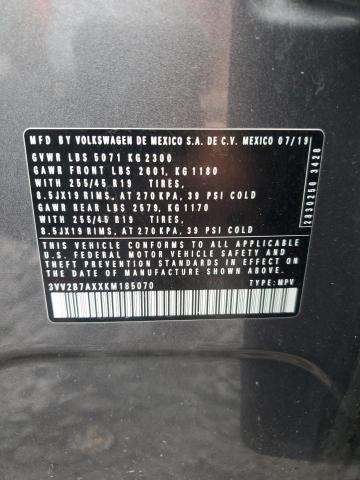 MFD BY VOLKSWAGEN DE MEXICO S.A. DE C.V. MEXICO 07/19
GVWR LBS 5071 KG 2300
GAWR FRONT LBS 2601, KG 1180
WITH 255/45 R19 TIRES,
8.5JX19 RIMS, AT 270 KPA, 39 PSI COLD
GAWR REAR LBS 2579, KG 1170
WITH 255/45 R19 TIRES,
8.5JX19 RIMS, AT 270 KPA, 39 PSI COLD
THIS VEHICLE CONFORMS TO ALL APPLICABLE
U.S. FEDERAL MOTOR VEHICLE SAFETY, BUMPER, AND
THEFT PREVENTION STANDARDS IN EFFECT ON THE
DATE OF MANUFACTURE SHOWN ABOVE.
3VV2B7AXXKM185070 TYPE: MPV
2030250 3428